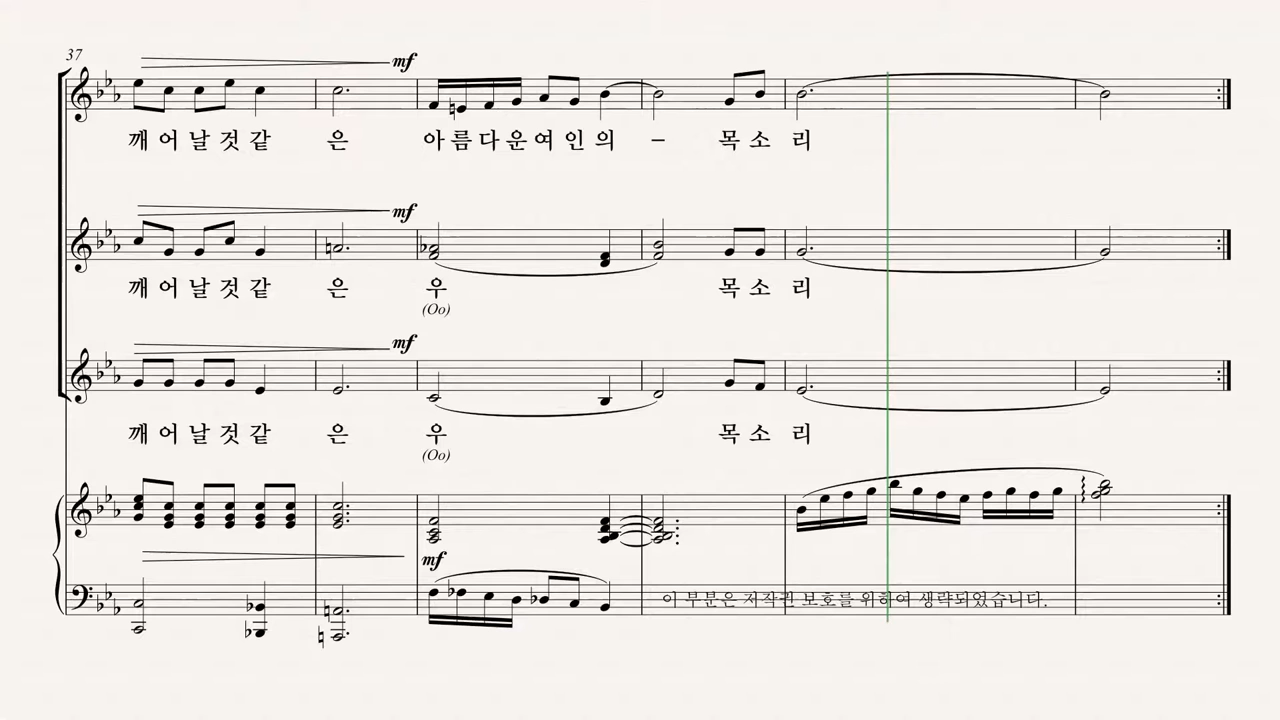 37
mf
깨 어 날 것 같 은 아 름 다 운 여 인 의 – 목 소 리
mf
깨 어 날 것 같 은 우 목 소 리
(Oo)
mf
깨 어 날 것 같 은 우 목 소 리
(Oo)
mf
이 부분은 저작권 보호를 위하여 생략되었습니다.